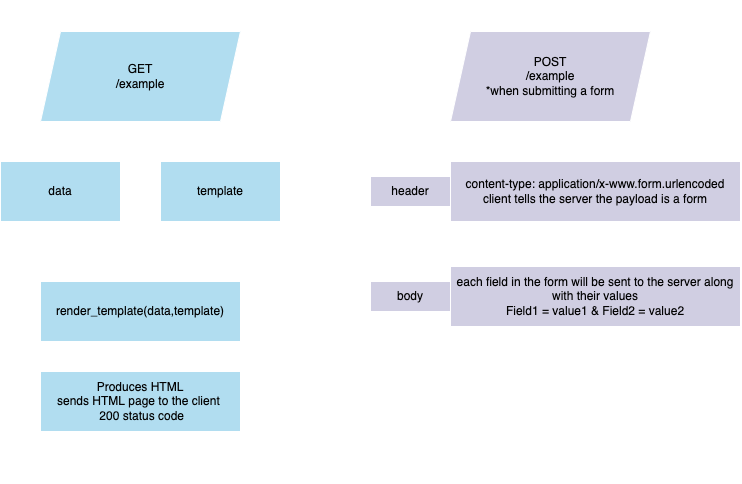 GET
/example
data
template
render_template(data,template)
Produces HTML
sends HTML page to the client
200 status code
POST
/example
*when submitting a form
header
content-type: application/x-www.form.urlencoded
client tells the server the payload is a form
body
each field in the form will be sent to the server along
with their values
Field1 = value1 & Field2 = value2